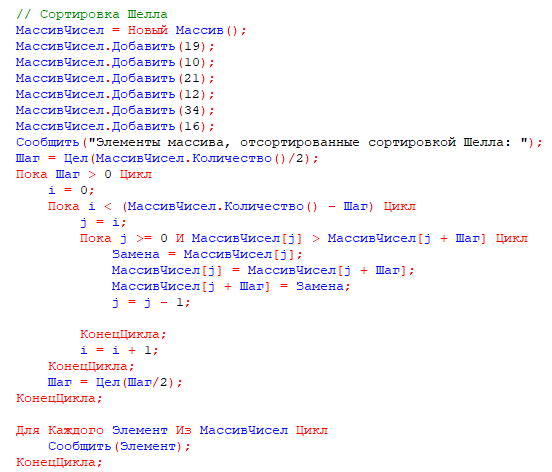 // Сортировка Шелла
МассивЧисел = Новый Массив();
МассивЧисел.Добавить(19);
МассивЧисел.Добавить(10);
МассивЧисел.Добавить(21);
МассивЧисел.Добавить(12);
МассивЧисел.Добавить(34);
МассивЧисел.Добавить(16);
Сообщить("Элементы массива, отсортированные сортировкой Шелла: ");
Шаг = Цел(МассивЧисел.Количество()/2);
Пока Шаг > 0 Цикл
    i = 0;
    Пока i < (МассивЧисел.Количество() - Шаг) Цикл
        j = i;
        Пока j >= 0 И МассивЧисел[j] > МассивЧисел[j + Шаг] Цикл
            Замена = МассивЧисел[j];
            МассивЧисел[j] = МассивЧисел[j + Шаг];
            МассивЧисел[j + Шаг] = Замена;
            j = j - 1;
        КонецЦикла;
        i = i + 1;
    КонецЦикла;
    Шаг = Цел(Шаг/2);
КонецЦикла;
Для Каждого Элемент Из МассивЧисел Цикл
    Сообщить(Элемент);
КонецЦикла;